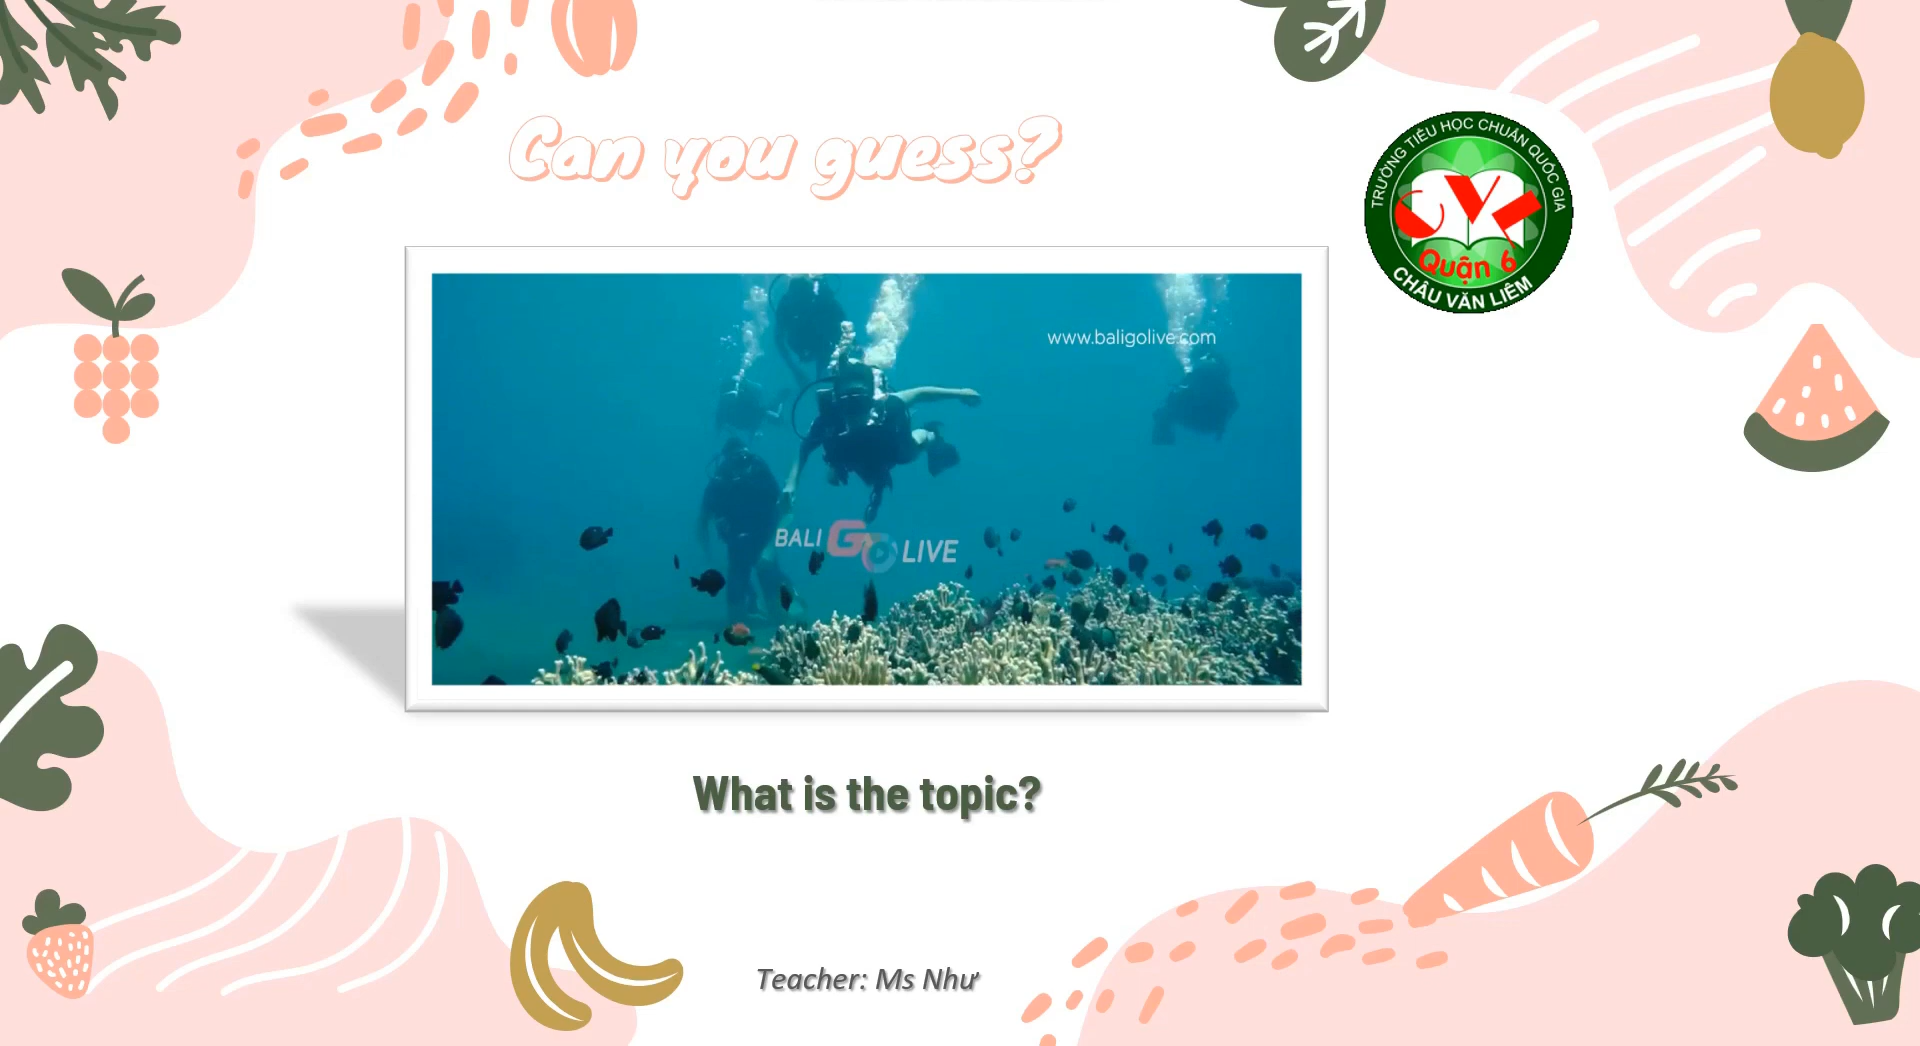 Can you guess?
TRƯỜNG TIỂU HỌC CHUẨN QUỐC GIA
CVL
Quận 6
CHÂU VĂN LIÊM
www.baligolive.com
BALI GO LIVE
What is the topic?
Teacher: Ms Như